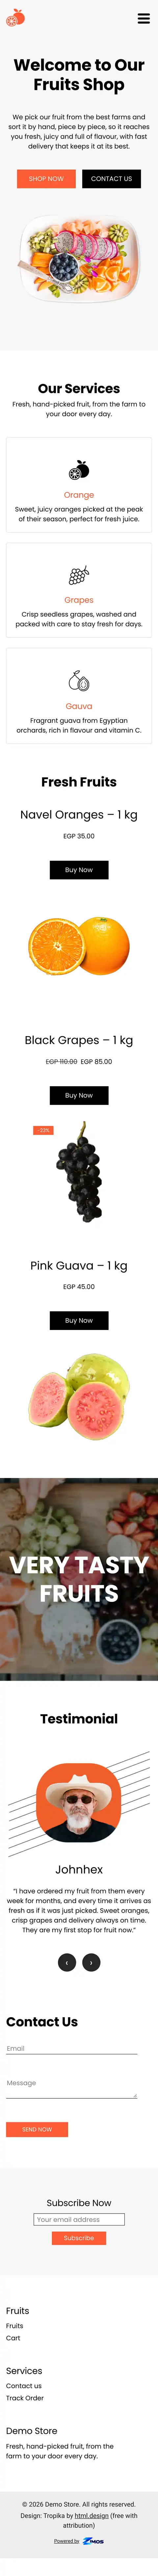 Welcome to Our
Fruits Shop
We pick our fruit from the best farms and
sort it by hand, piece by piece, so it reaches
you fresh, juicy and full of flavour, with fast
delivery that keeps it at its best.
SHOP NOW
CONTACT US
Our Services
Fresh, hand-picked fruit, from the farm to
your door every day.
Orange
Sweet, juicy oranges picked at the peak
of their season, perfect for fresh juice.
Grapes
Crisp seedless grapes, washed and
packed with care to stay fresh for days.
Gauva
Fragrant guava from Egyptian
orchards, rich in flavour and vitamin C.
Fresh Fruits
Navel Oranges – 1 kg
EGP 35.00
Buy Now
Black Grapes – 1 kg
EGP 110.00 EGP 85.00
Buy Now
-23%
Pink Guava – 1 kg
EGP 45.00
Buy Now
VERY TASTY
FRUITS
Testimonial
Johnhex
“I have ordered my fruit from them every
week for months, and every time it arrives as
fresh as if it was just picked. Sweet oranges,
crisp grapes and delivery always on time.
They are my first stop for fruit now.”
‹ ›
Contact Us
Email
Message
SEND NOW
Subscribe Now
Your email address
Subscribe
Fruits
Fruits
Cart
Services
Contact us
Track Order
Demo Store
Fresh, hand-picked fruit, from the
farm to your door every day.
© 2026 Demo Store. All rights reserved.
Design: Tropika by html.design (free with
attribution)
Powered by ZMOS